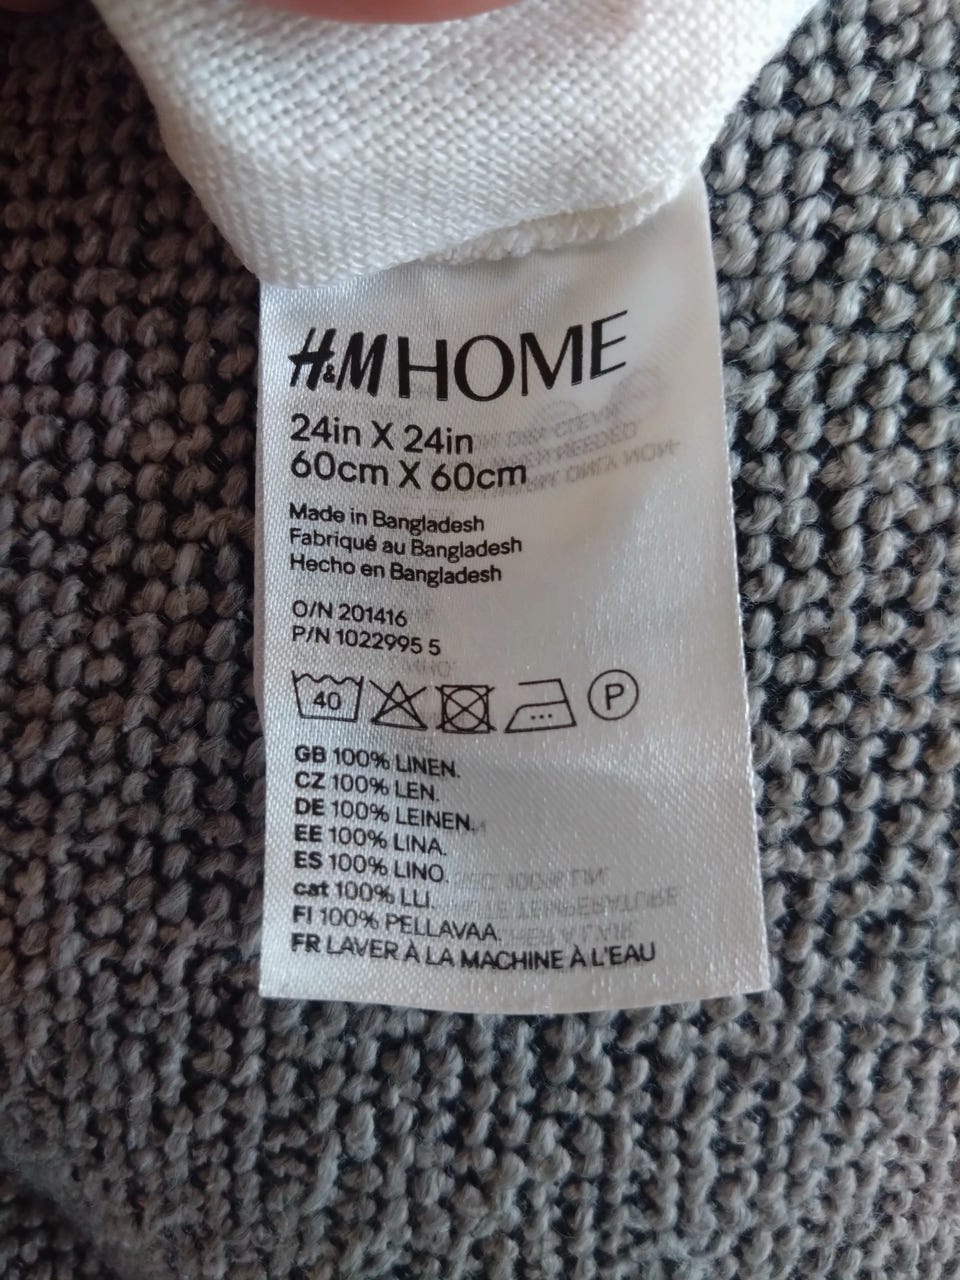 H&M HOME
24in X 24in
60cm X 60cm
Made in Bangladesh
Fabriqué au Bangladesh
Hecho en Bangladesh
O/N 201416
P/N 1022995 5
40 P
GB 100% LINEN.
CZ 100% LEN.
DE 100% LEINEN.
EE 100% LINA.
ES 100% LINO.
cat 100% LLI.
FI 100% PELLAVAA.
FR LAVER À LA MACHINE À L'EAU